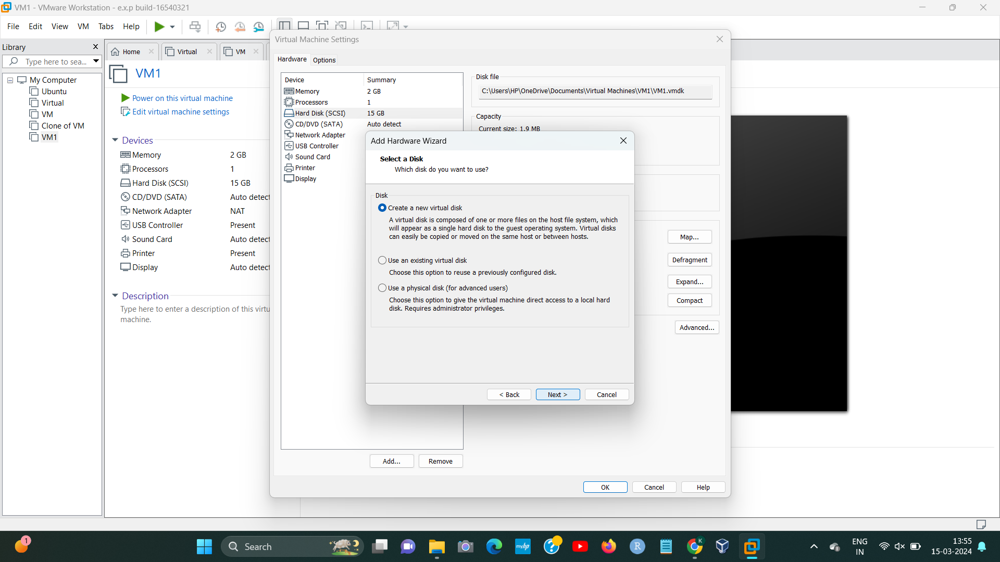 VM1 - VMware Workstation - e.x.p build-16540321
File Edit View VM Tabs Help
Library
Type here to sea...
My Computer
Ubuntu
Virtual
VM
Clone of VM
VM1
Home
Virtual
VM
VM1
Power on this virtual machine
Edit virtual machine settings
Devices
Memory 2 GB
Processors 1
Hard Disk (SCSI) 15 GB
CD/DVD (SATA) Auto detect
Network Adapter NAT
USB Controller Present
Sound Card Auto detect
Printer Present
Display Auto detect
Description
Type here to enter a description of this virtu
machine.
Virtual Machine Settings
Hardware Options
Device Summary
Memory 2 GB
Processors 1
Hard Disk (SCSI) 15 GB
CD/DVD (SATA) Auto detect
Network Adapter
USB Controller
Sound Card
Printer
Display
Disk file
C:\Users\HP\OneDrive\Documents\Virtual Machines\VM1\VM1.vmdk
Capacity
Current size: 1.9 MB
Add Hardware Wizard
Select a Disk
Which disk do you want to use?
Disk
Create a new virtual disk
A virtual disk is composed of one or more files on the host file system, which
will appear as a single hard disk to the guest operating system. Virtual disks
can easily be copied or moved on the same host or between hosts.
Use an existing virtual disk
Choose this option to reuse a previously configured disk.
Use a physical disk (for advanced users)
Choose this option to give the virtual machine direct access to a local hard
disk. Requires administrator privileges.
< Back Next > Cancel
Map...
Defragment
Expand...
Compact
Advanced...
Add... Remove
OK Cancel Help
1
Search
myhp
?
R
K
ENG
IN
13:55
15-03-2024